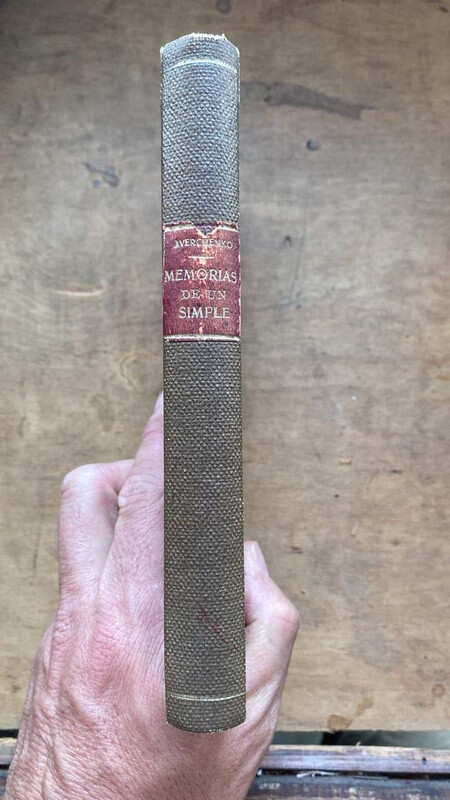 AVERCHENKO
MEMORIAS
DE UN
SIMPLE